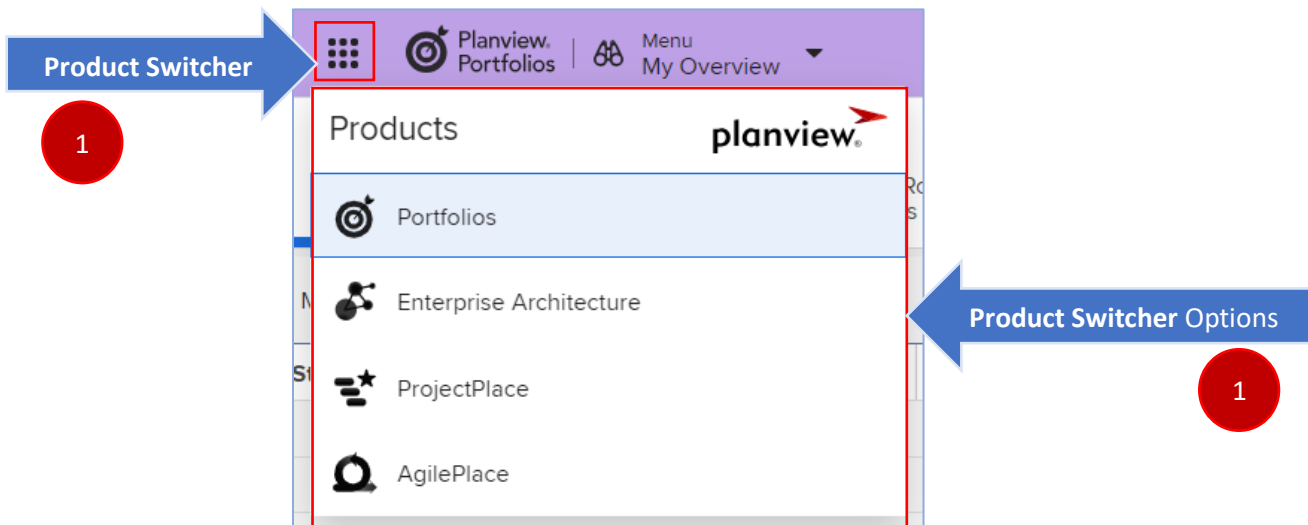 Product Switcher
1
Planview.
Portfolios
Menu
My Overview
Products
planview®
Portfolios
Enterprise Architecture
ProjectPlace
AgilePlace
Product Switcher Options
1